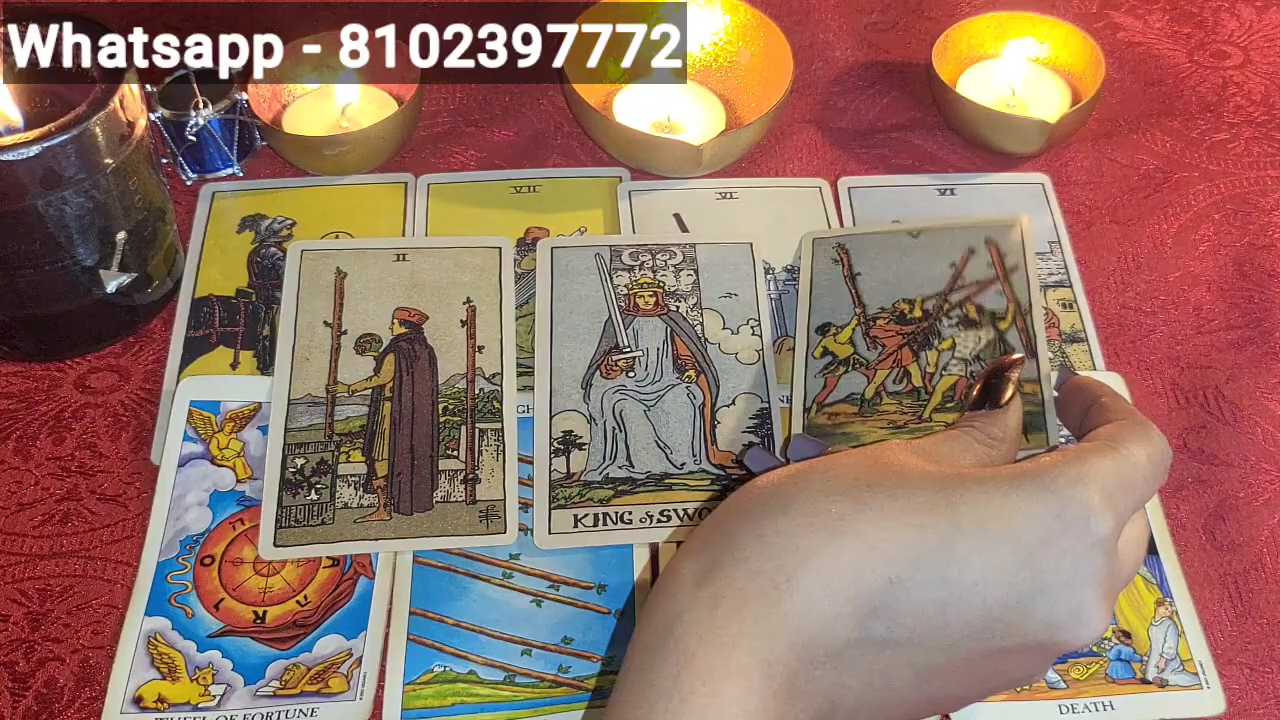 Whatsapp - 8102397772
VII
VI
VI
II
V
KING of SWO
WHEEL OF FORTUNE
DEATH